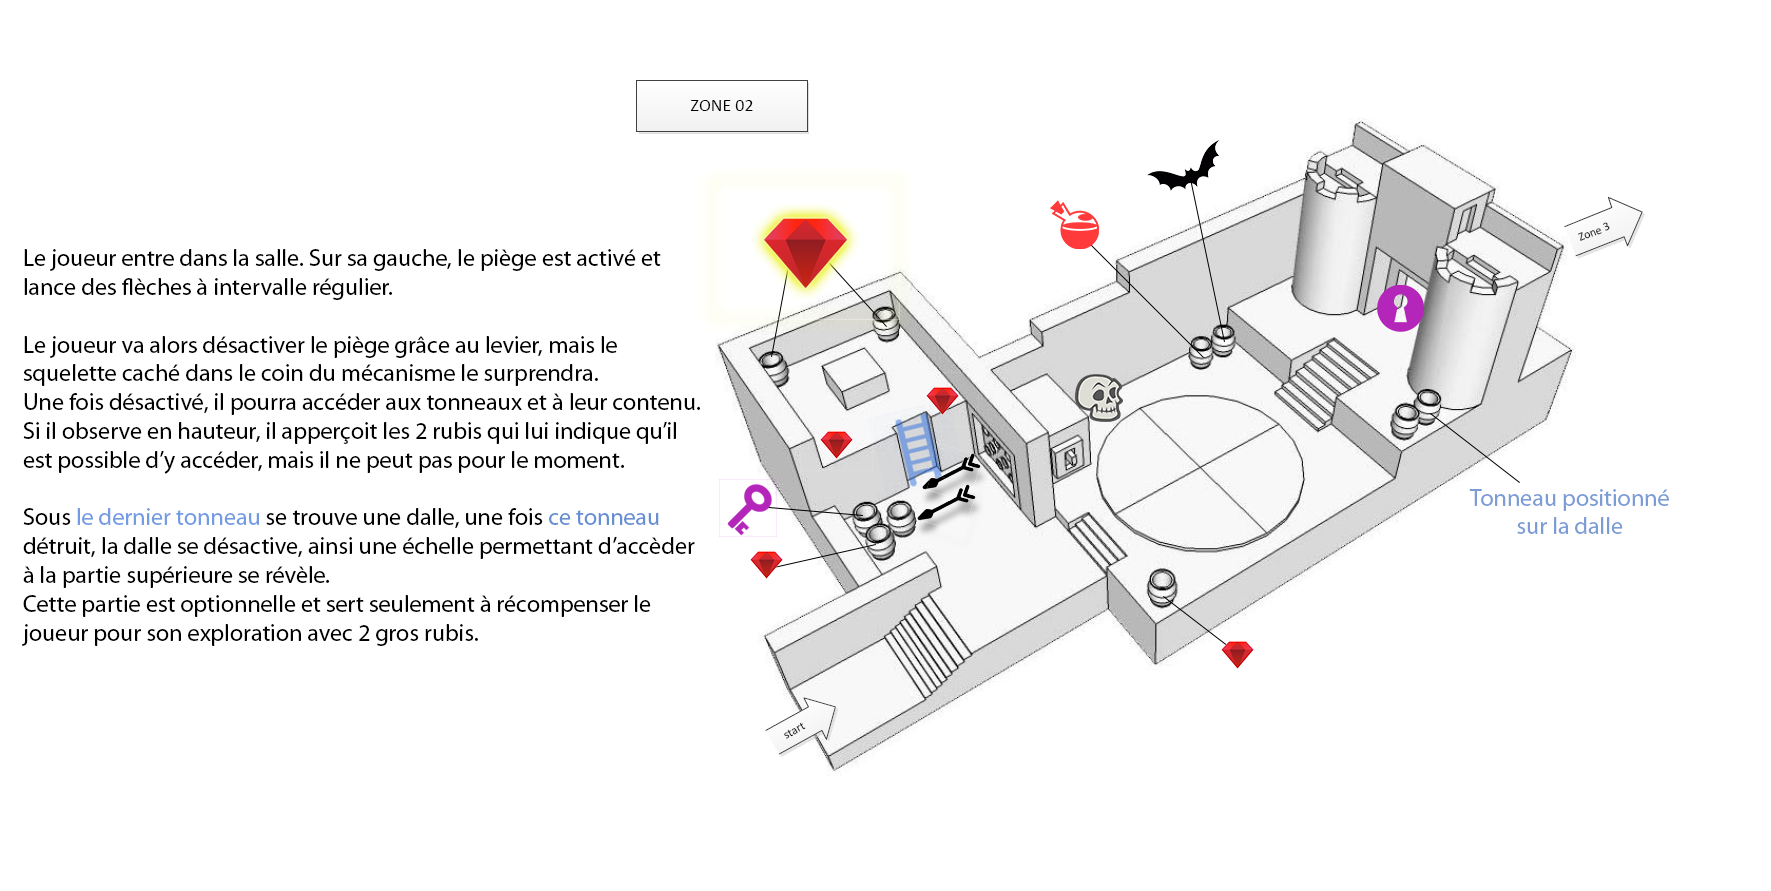 ZONE 02
Le joueur entre dans la salle. Sur sa gauche, le piège est activé et
lance des flèches à intervalle régulier.
Le joueur va alors désactiver le piège grâce au levier, mais le
squelette caché dans le coin du mécanisme le surprendra.
Une fois désactivé, il pourra accéder aux tonneaux et à leur contenu.
Si il observe en hauteur, il apperçoit les 2 rubis qui lui indique qu'il
est possible d'y accéder, mais il ne peut pas pour le moment.
Sous le dernier tonneau se trouve une dalle, une fois ce tonneau
détruit, la dalle se désactive, ainsi une échelle permettant d'accèder
à la partie supérieure se révèle.
Cette partie est optionnelle et sert seulement à récompenser le
joueur pour son exploration avec 2 gros rubis.
Zone 3
Tonneau positionné
sur la dalle
start